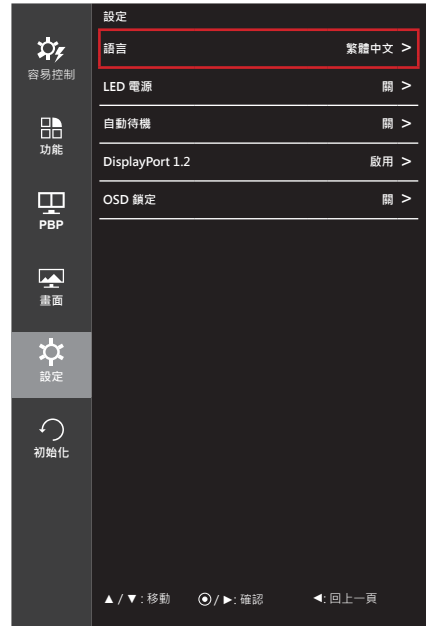 設定
語言 繁體中文 >
LED 電源 關 >
自動待機 關 >
DisplayPort 1.2 啟用 >
OSD 鎖定 關 >
容易控制
功能
PBP
畫面
設定
初始化
▲ / ▼ : 移動 ⦿ / ►: 確認 ◄: 回上一頁